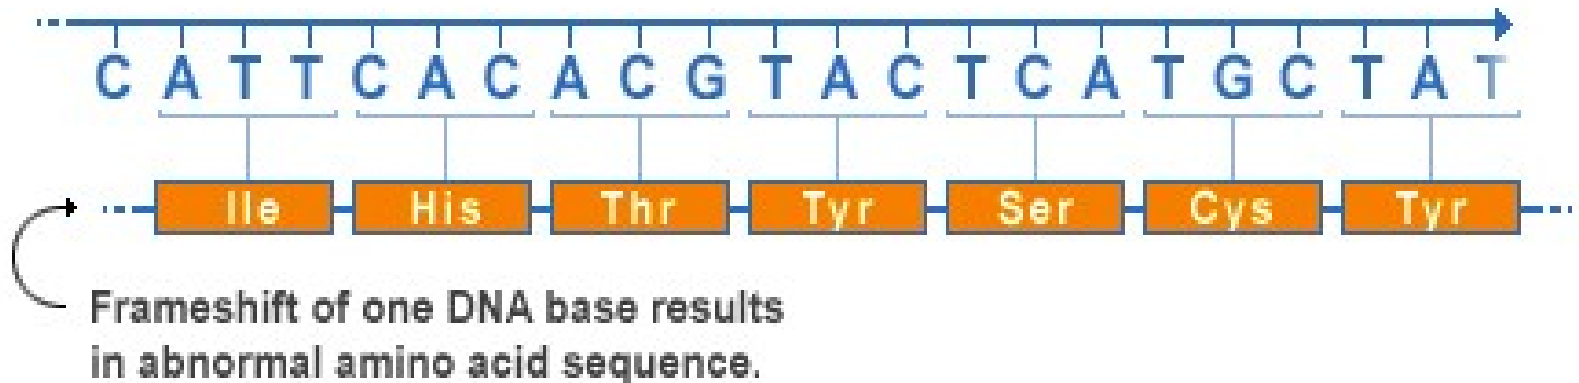 C A T T C A C A C G T A C T C A T G C T A T
Ile His Thr Tyr Ser Cys Tyr
Frameshift of one DNA base results
in abnormal amino acid sequence.